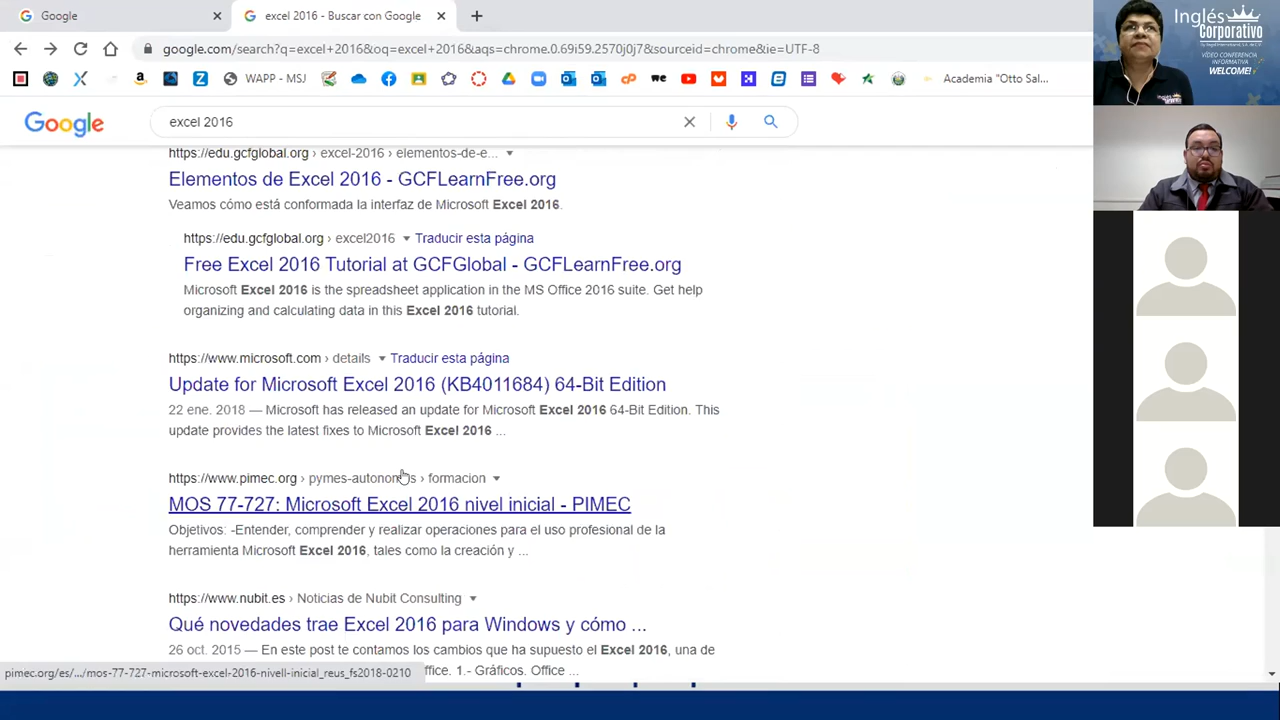 Google
excel 2016 - Buscar con Google
google.com/search?q=excel+2016&oq=excel+2016&aqs=chrome.0.69i59.2570j0j7&sourceid=chrome&ie=UTF-8
WAPP - MSJ
Academia "Otto Sal...
Google
excel 2016
https://edu.gcfglobal.org › excel-2016 › elementos-de-e...
Elementos de Excel 2016 - GCFLearnFree.org
Veamos cómo está conformada la interfaz de Microsoft Excel 2016.
https://edu.gcfglobal.org › excel2016
Traducir esta página
Free Excel 2016 Tutorial at GCFGlobal - GCFLearnFree.org
Microsoft Excel 2016 is the spreadsheet application in the MS Office 2016 suite. Get help
organizing and calculating data in this Excel 2016 tutorial.
https://www.microsoft.com › details
Traducir esta página
Update for Microsoft Excel 2016 (KB4011684) 64-Bit Edition
22 ene. 2018 — Microsoft has released an update for Microsoft Excel 2016 64-Bit Edition. This
update provides the latest fixes to Microsoft Excel 2016 ...
https://www.pimec.org › pymes-autonomos › formacion
MOS 77-727: Microsoft Excel 2016 nivel inicial - PIMEC
Objetivos: -Entender, comprender y realizar operaciones para el uso profesional de la
herramienta Microsoft Excel 2016, tales como la creación y ...
https://www.nubit.es › Noticias de Nubit Consulting
Qué novedades trae Excel 2016 para Windows y cómo ...
26 oct. 2015 — En este post te contamos los cambios que ha supuesto el Excel 2016, una de
ffice. 1.- Gráficos. Office ...
pimec.org/es/.../mos-77-727-microsoft-excel-2016-nivell-inicial_reus_fs2018-0210
Inglés
Corporativo
VÍDEO CONFERENCIA
INFORMATIVA
WELCOME!